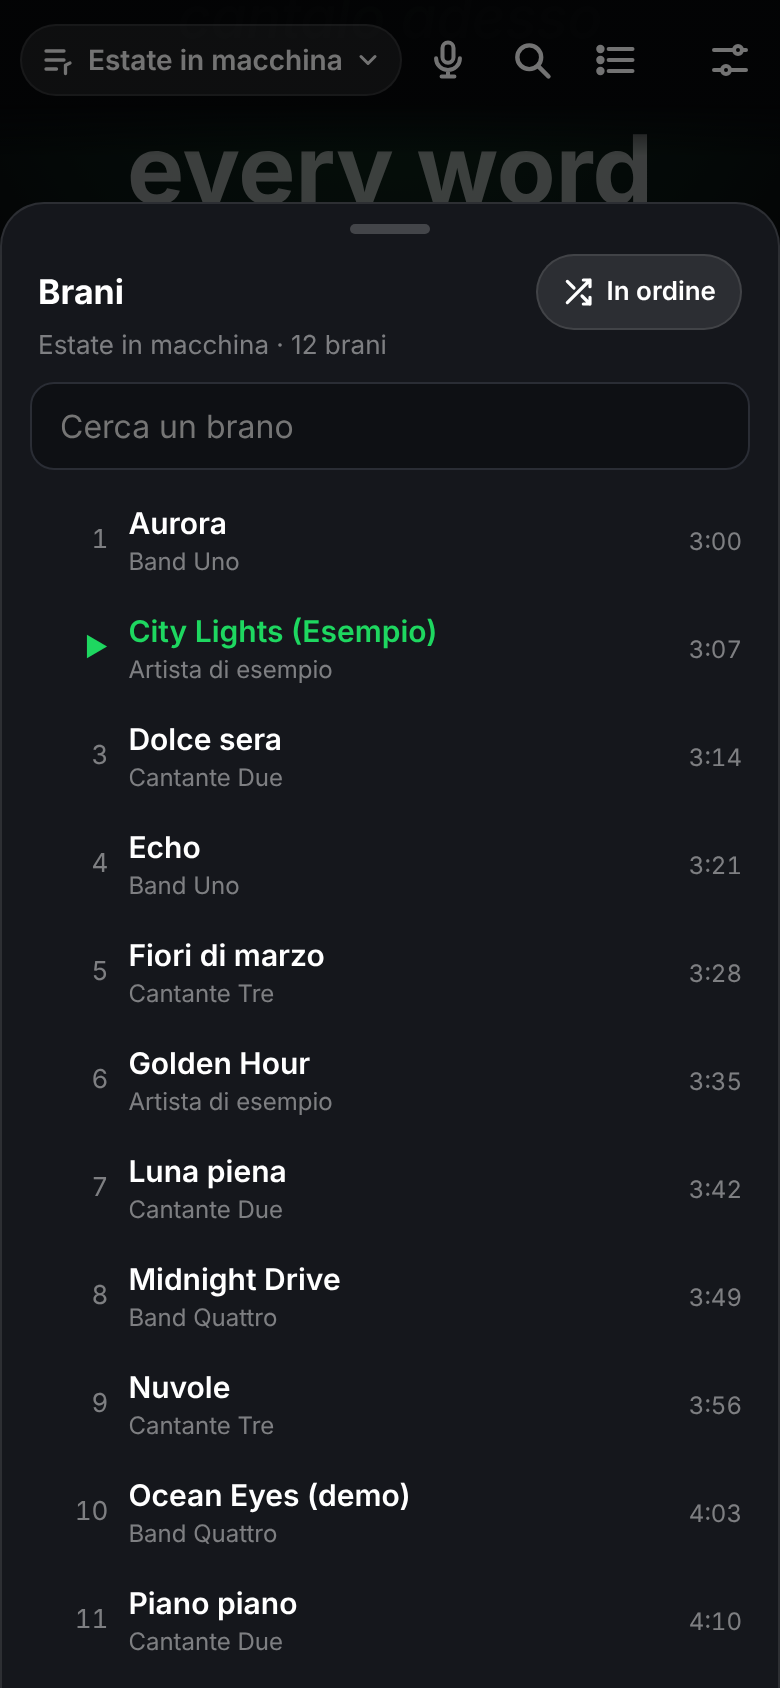 Estate in macchina
every word
Brani
In ordine
Estate in macchina · 12 brani
Cerca un brano
1
Aurora
Band Uno
3:00
City Lights (Esempio)
Artista di esempio
3:07
3
Dolce sera
Cantante Due
3:14
4
Echo
Band Uno
3:21
5
Fiori di marzo
Cantante Tre
3:28
6
Golden Hour
Artista di esempio
3:35
7
Luna piena
Cantante Due
3:42
8
Midnight Drive
Band Quattro
3:49
9
Nuvole
Cantante Tre
3:56
10
Ocean Eyes (demo)
Band Quattro
4:03
11
Piano piano
Cantante Due
4:10